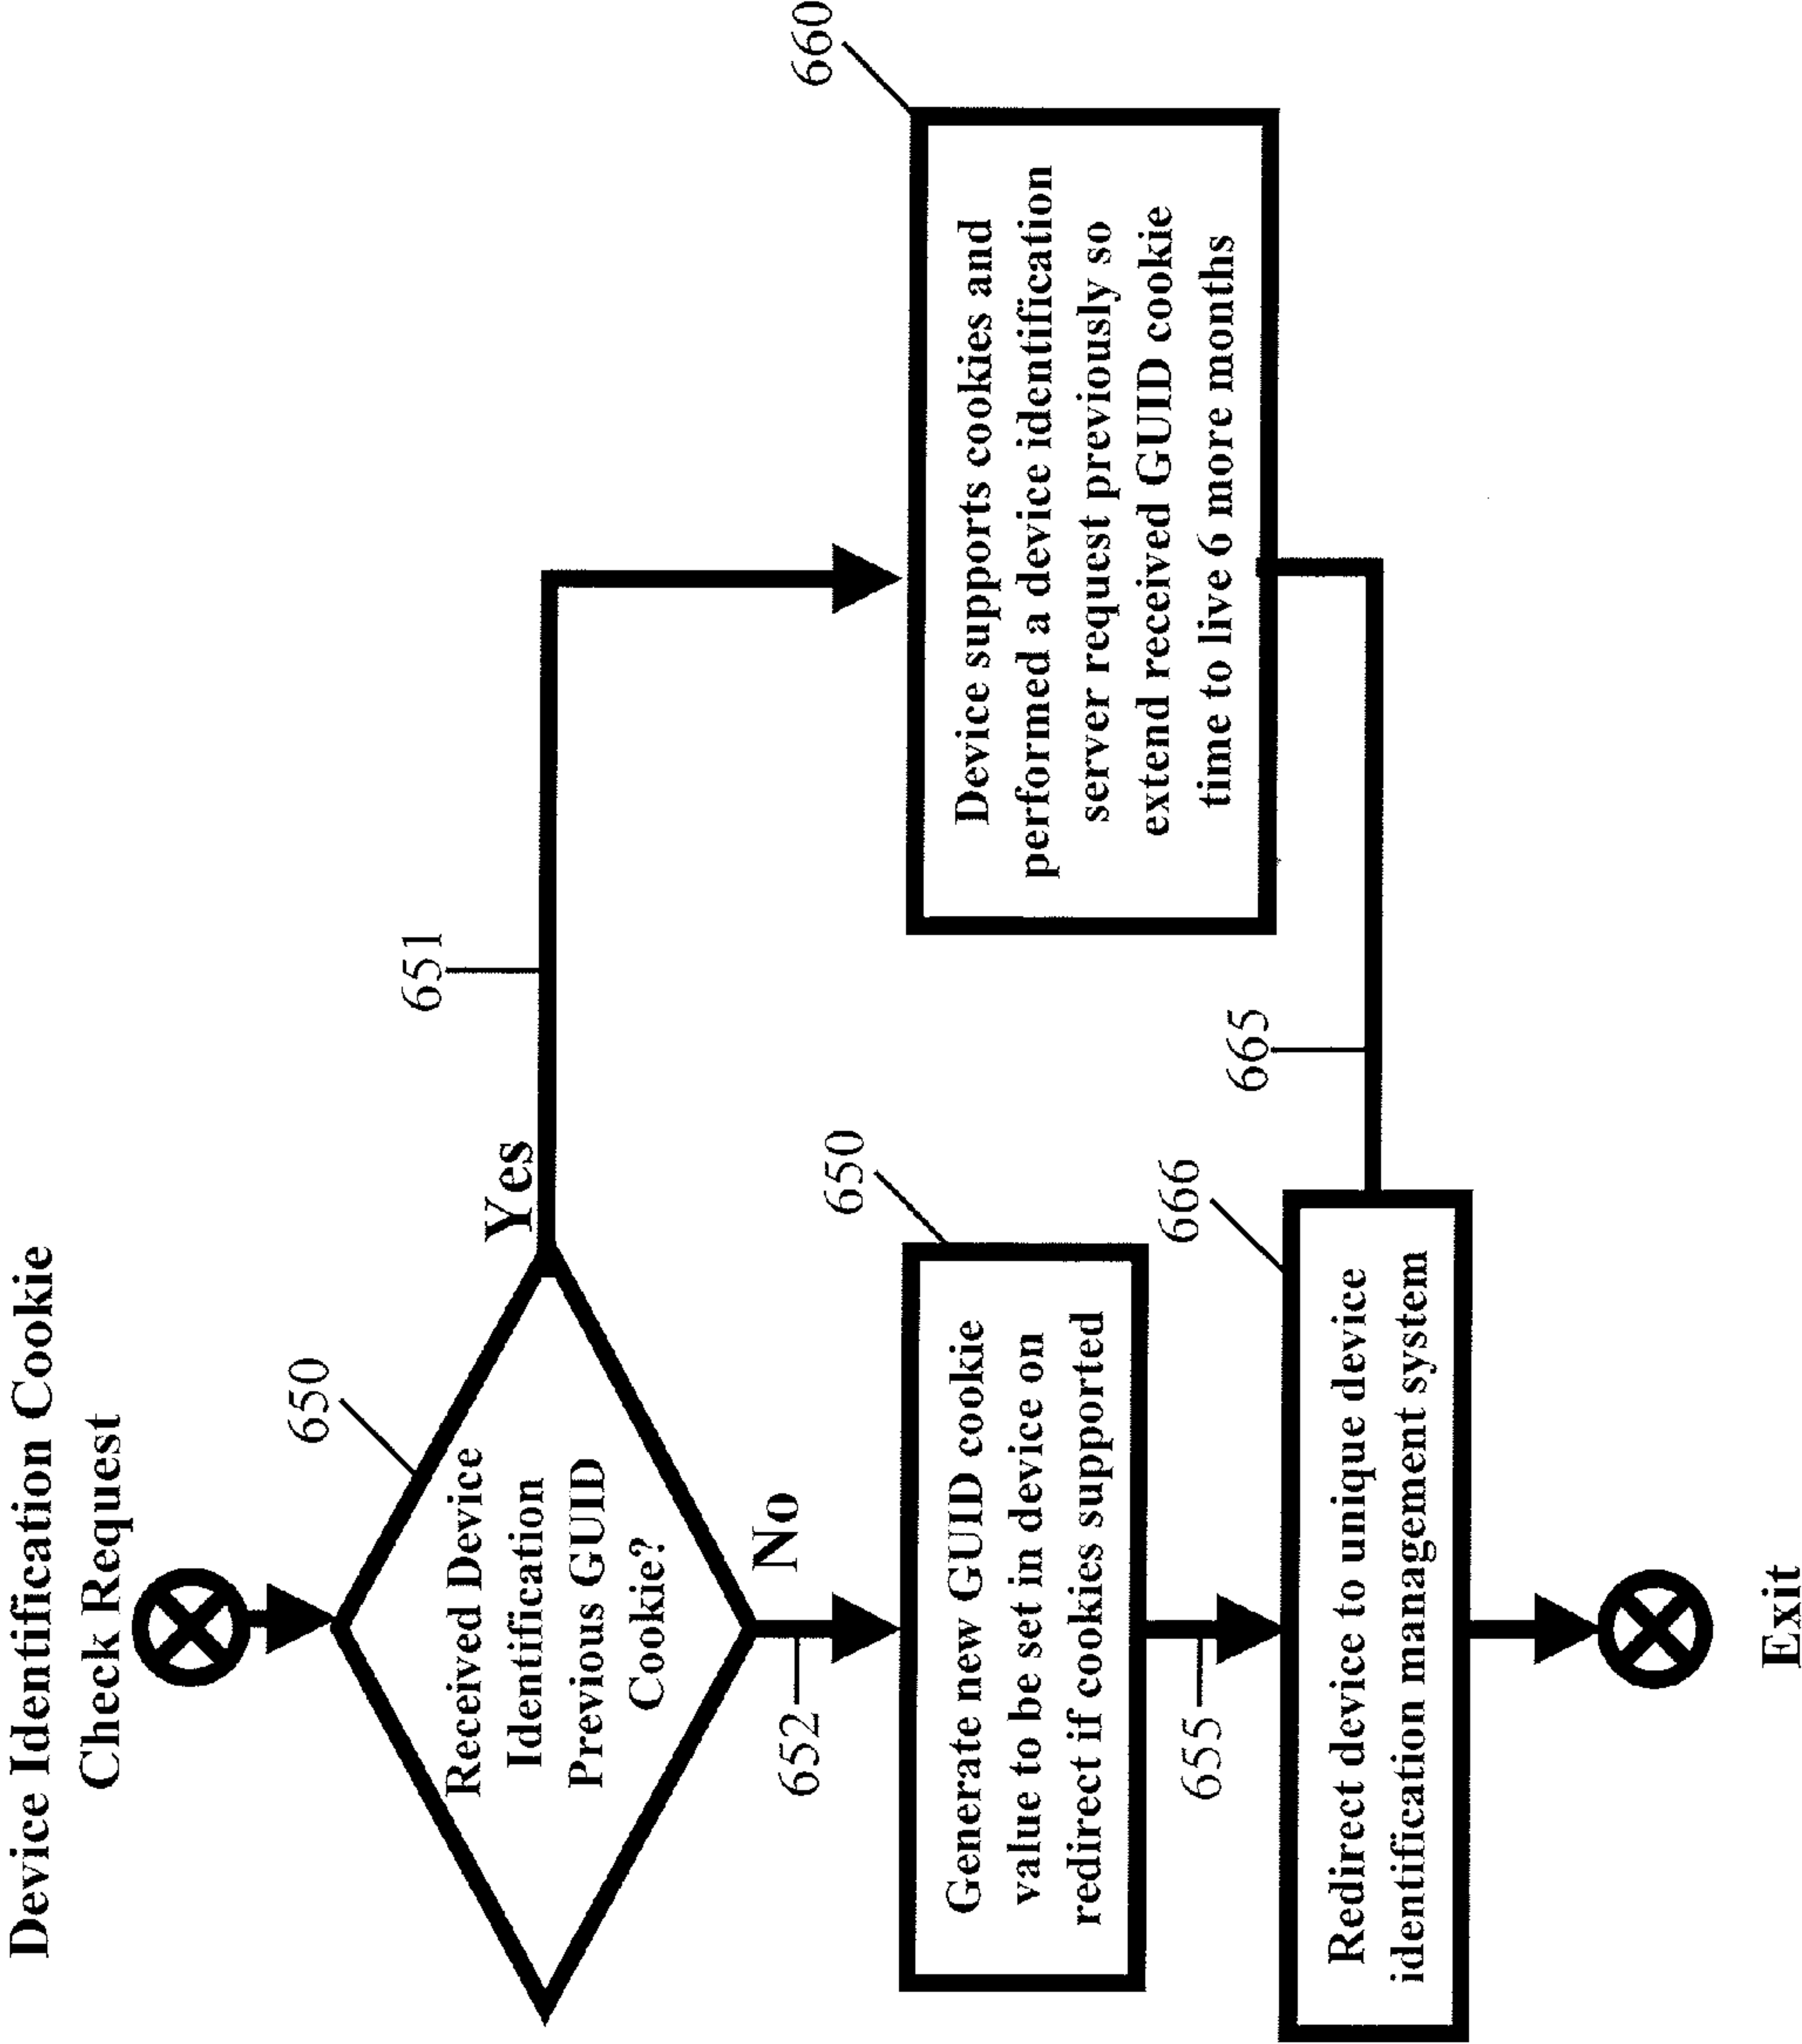 Device Identification Cookie
Check Request
650
Received Device
Identification
Previous GUID
Cookie?
Yes
651
No
652
650
Generate new GUID cookie
value to be set in device on
redirect if cookies supported
660
Device supports cookies and
performed a device identification
server request previously so
extend received GUID cookie
time to live 6 more months
655
665
666
Redirect device to unique device
identification management system
Exit